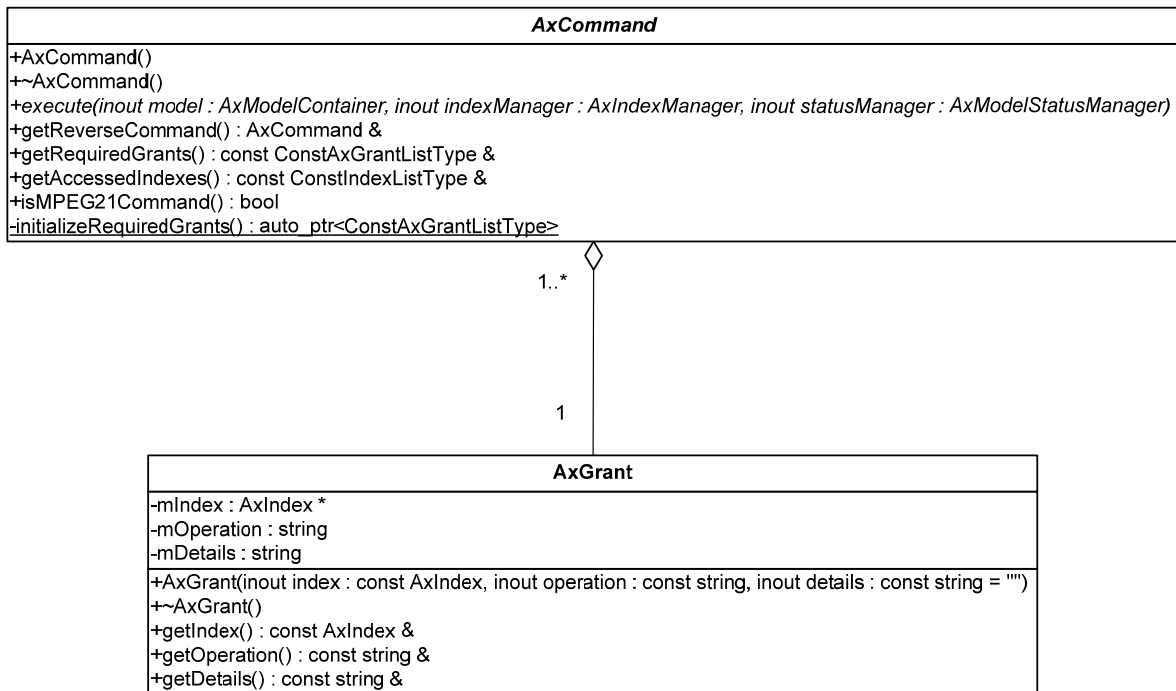 AxCommand
+AxCommand()
+~AxCommand()
+execute(inout model : AxModelContainer, inout indexManager : AxIndexManager, inout statusManager : AxModelStatusManager)
+getReverseCommand() : AxCommand &
+getRequiredGrants() : const ConstAxGrantListType &
+getAccessedIndexes() : const ConstIndexListType &
+isMPEG21Command() : bool
-initializeRequiredGrants() : auto_ptr<ConstAxGrantListType>
1..*
1
AxGrant
-mIndex : AxIndex *
-mOperation : string
-mDetails : string
+AxGrant(inout index : const AxIndex, inout operation : const string, inout details : const string = "")
+~AxGrant()
+getIndex() : const AxIndex &
+getOperation() : const string &
+getDetails() : const string &